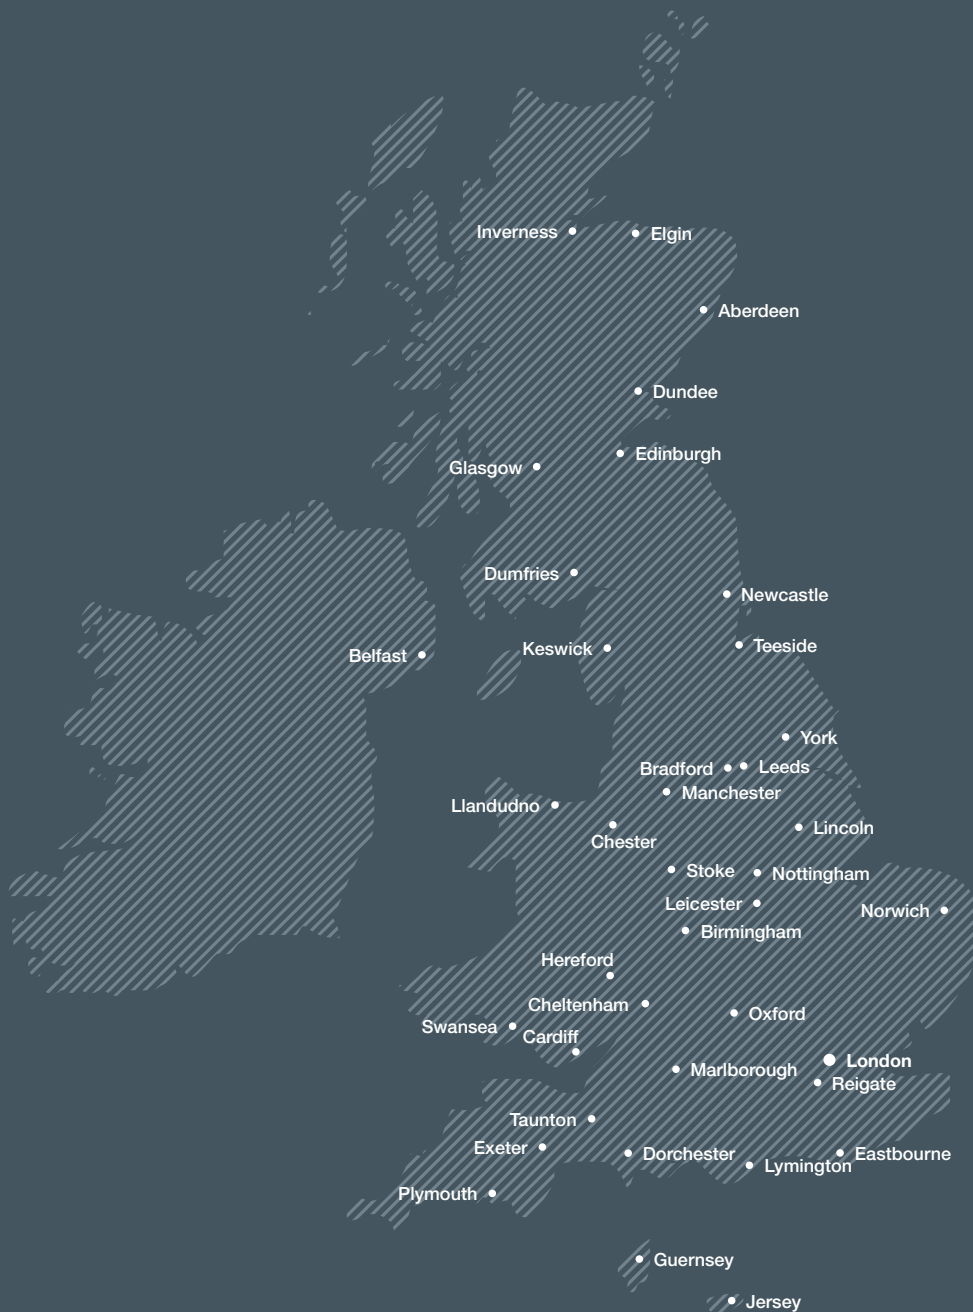 Inverness
Elgin
Aberdeen
Dundee
Edinburgh
Glasgow
Dumfries
Newcastle
Teeside
Keswick
Belfast
York
Leeds
Bradford
Manchester
Llandudno
Lincoln
Chester
Stoke
Nottingham
Leicester
Norwich
Birmingham
Hereford
Cheltenham
Oxford
Swansea
Cardiff
London
Marlborough
Reigate
Taunton
Exeter
Dorchester
Eastbourne
Lymington
Plymouth
Guernsey
Jersey